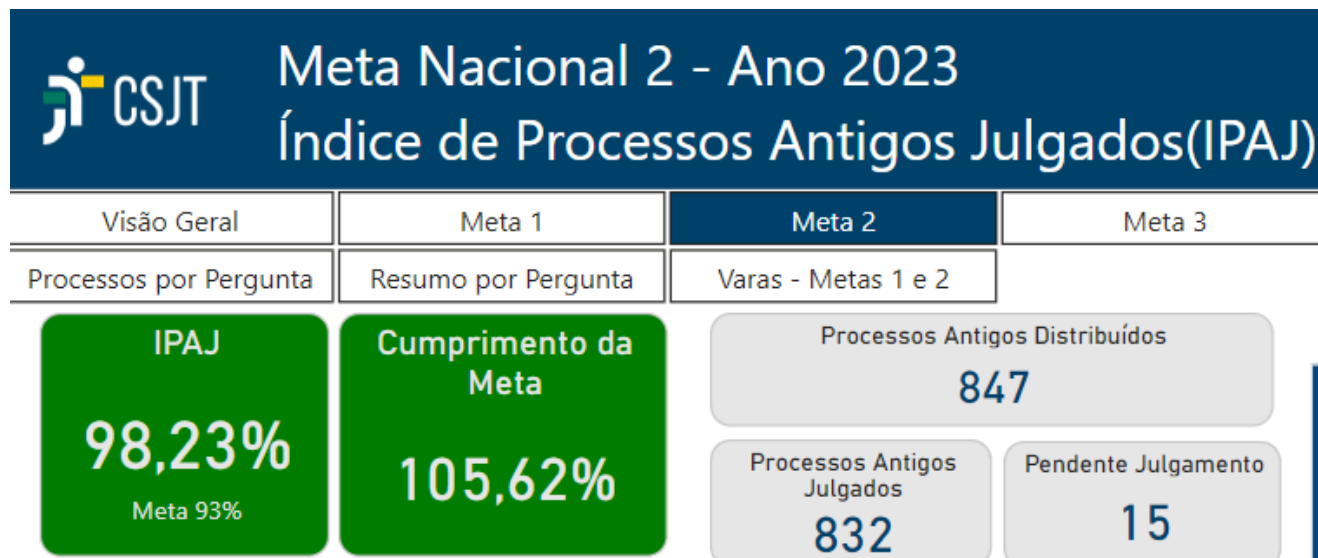 CSJT
Meta Nacional 2 - Ano 2023
Índice de Processos Antigos Julgados(IPAJ)
Visão Geral
Meta 1
Meta 2
Meta 3
Processos por Pergunta
Resumo por Pergunta
Varas - Metas 1 e 2
IPAJ
98,23%
Meta 93%
Cumprimento da
Meta
105,62%
Processos Antigos Distribuídos
847
Processos Antigos
Julgados
832
Pendente Julgamento
15